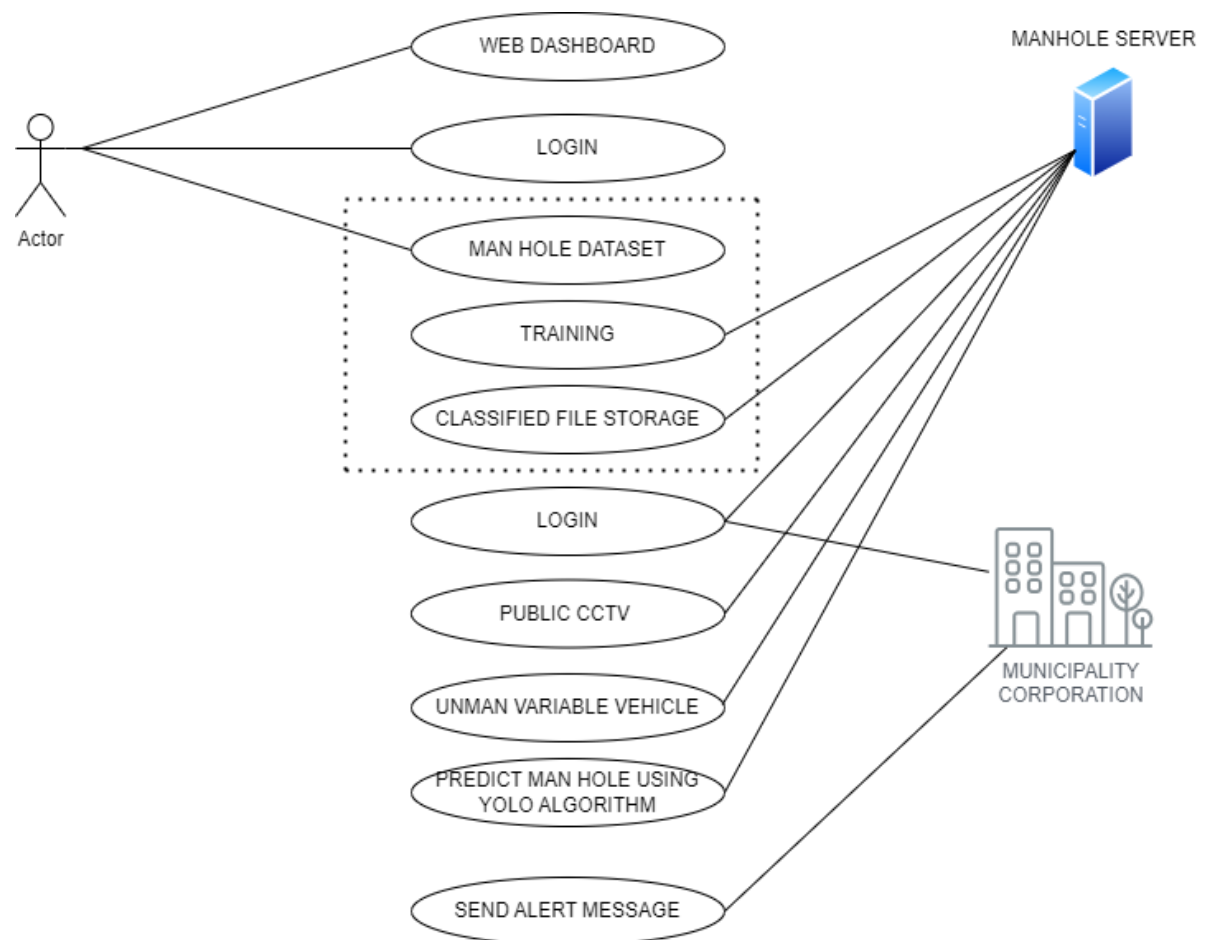 WEB DASHBOARD
MANHOLE SERVER
LOGIN
Actor
MAN HOLE DATASET
TRAINING
CLASSIFIED FILE STORAGE
LOGIN
PUBLIC CCTV
MUNICIPALITY
CORPORATION
UNMAN VARIABLE VEHICLE
PREDICT MAN HOLE USING
YOLO ALGORITHM
SEND ALERT MESSAGE